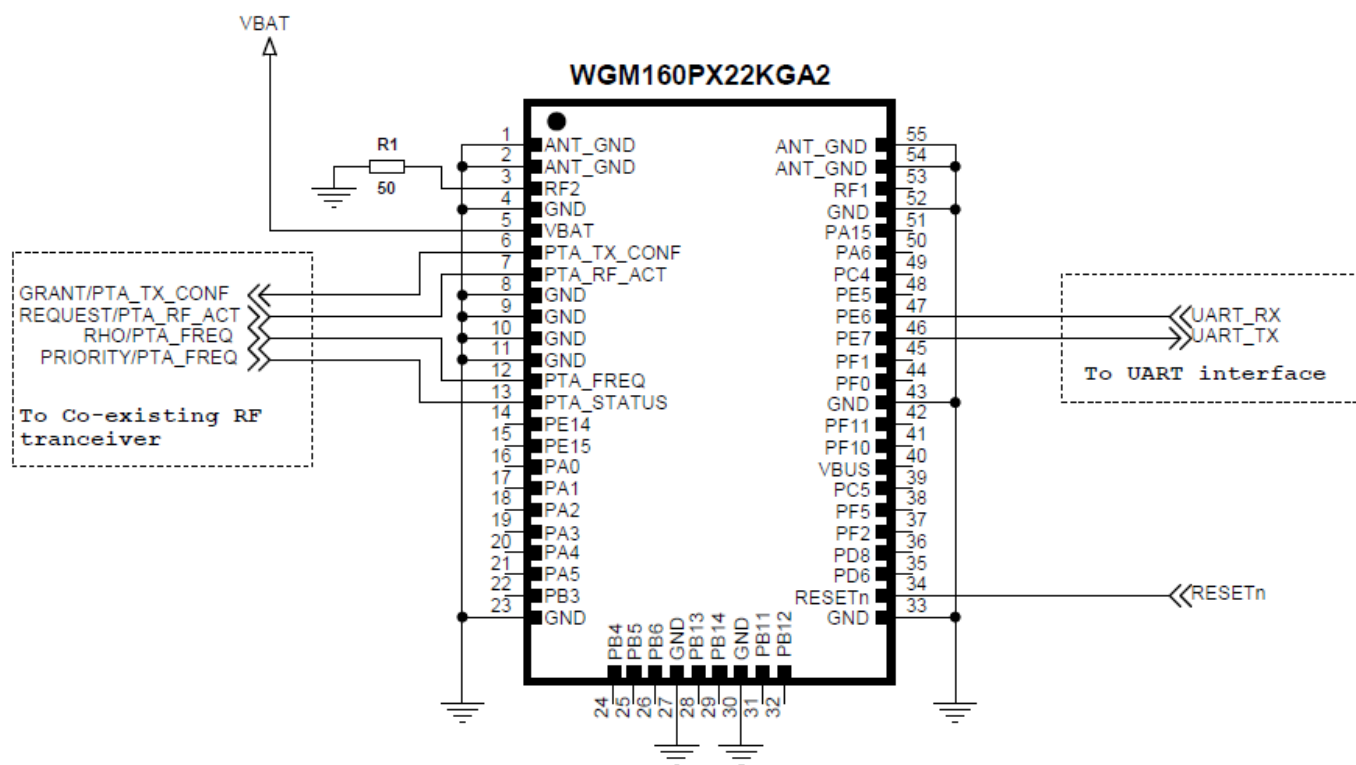 VBAT
WGM160PX22KGA2
R1
50
1 ANT_GND
2 ANT_GND
3 RF2
4 GND
5 VBAT
6 PTA_TX_CONF
7 PTA_RF_ACT
8 GND
9 GND
10 GND
11 GND
12 PTA_FREQ
13 PTA_STATUS
14 PE14
15 PE15
16 PA0
17 PA1
18 PA2
19 PA3
20 PA4
21 PA5
22 PB3
23 GND
GRANT/PTA_TX_CONF
REQUEST/PTA_RF_ACT
RHO/PTA_FREQ
PRIORITY/PTA_FREQ
To Co-existing RF
tranceiver
24 PB4
25 PB5
26 PB6
27 GND
28 PB13
29 PB14
30 GND
31 PB11
32 PB12
ANT_GND 55
ANT_GND 54
RF1 53
GND 52
PA15 51
PA6 50
PC4 49
PE5 48
PE6 47
PE7 46
PF1 45
PF0 44
GND 43
PF11 42
PF10 41
VBUS 40
PC5 39
PF5 38
PF2 37
PD8 36
PD6 35
RESETn 34
GND 33
UART_RX
UART_TX
To UART interface
RESETn